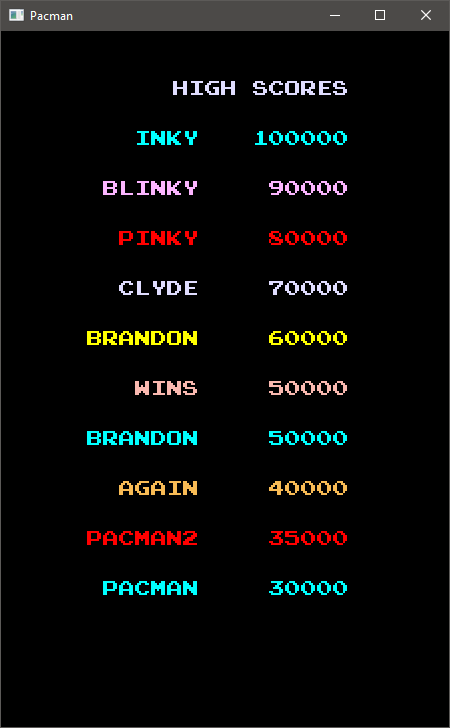 Pacman
HIGH SCORES
INKY 100000
BLINKY 90000
PINKY 80000
CLYDE 70000
BRANDON 60000
WINS 50000
BRANDON 50000
AGAIN 40000
PACMAN2 35000
PACMAN 30000